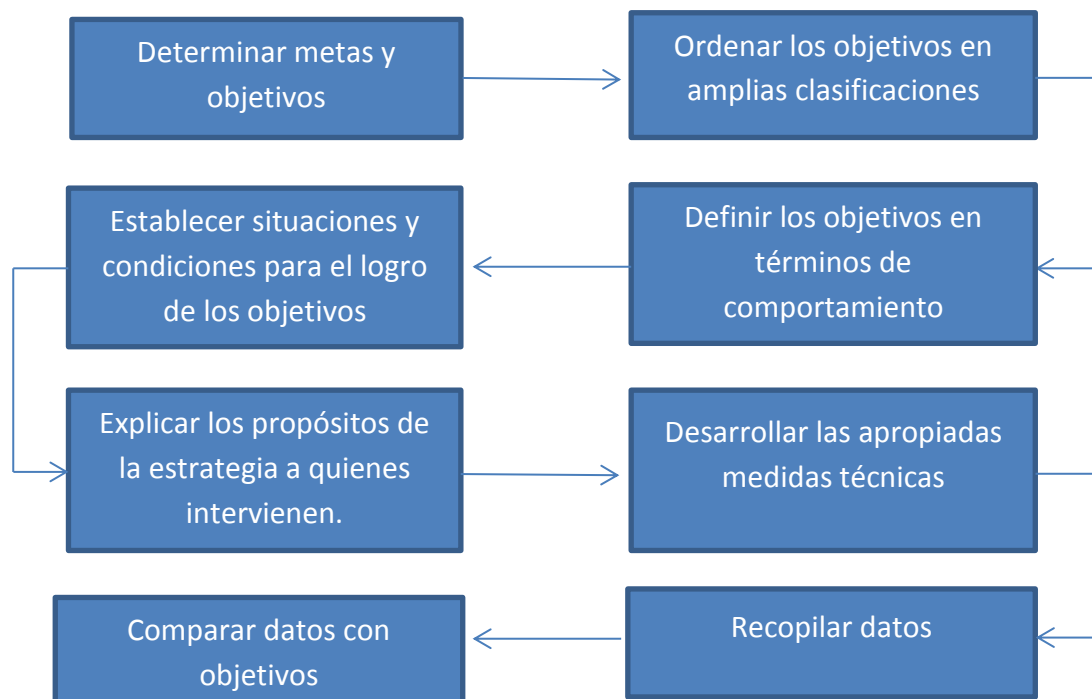 Determinar metas y
objetivos
Ordenar los objetivos en
amplias clasificaciones
Definir los objetivos en
términos de
comportamiento
Establecer situaciones y
condiciones para el logro
de los objetivos
Explicar los propósitos de
la estrategia a quienes
intervienen.
Desarrollar las apropiadas
medidas técnicas
Recopilar datos
Comparar datos con
objetivos